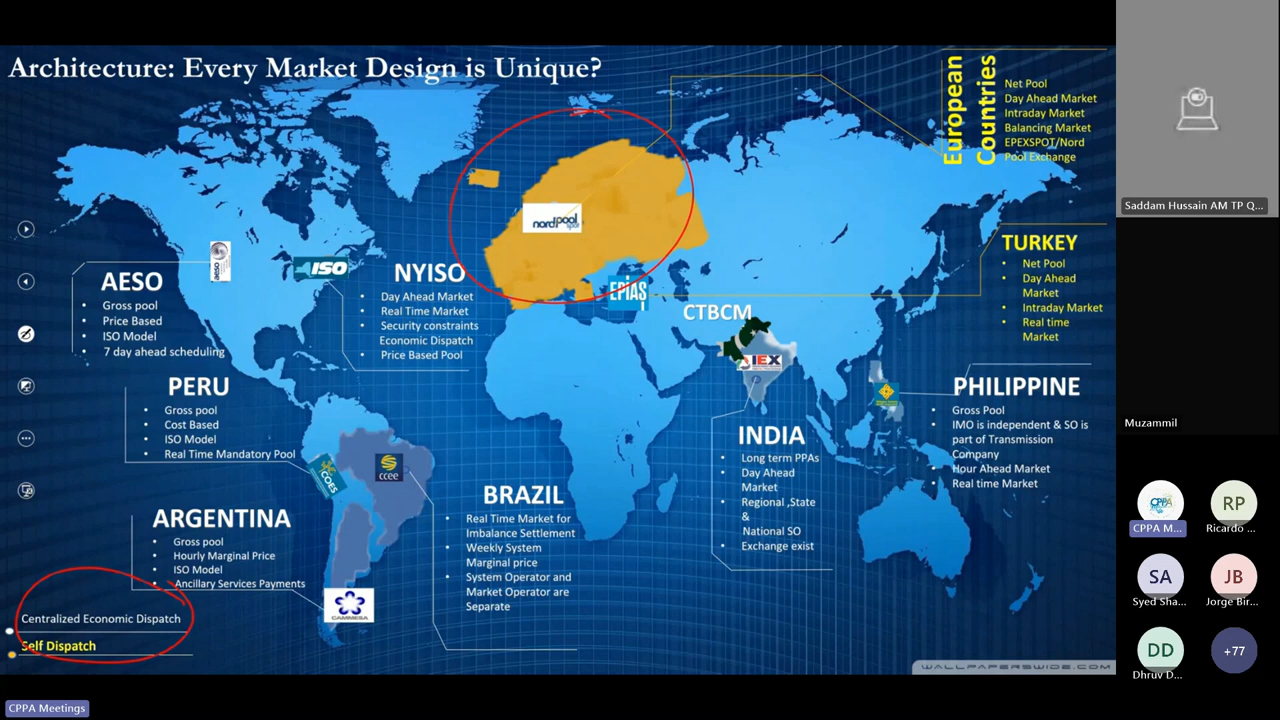 Architecture: Every Market Design is Unique?
European
Countries
Net Pool
Day Ahead Market
Intraday Market
Balancing Market
EPEXSPOT/Nord
Pool Exchange
nordpool
spot
TURKEY
• Net Pool
• Day Ahead
Market
• Intraday Market
• Real time
Market
EPİAŞ
aeso
ISO
AESO
• Gross pool
• Price Based
• ISO Model
• 7 day ahead scheduling
NYISO
• Day Ahead Market
• Real Time Market
• Security constraints
Economic Dispatch
• Price Based Pool
CTBCM
IEX
PERU
• Gross pool
• Cost Based
• ISO Model
• Real Time Mandatory Pool
COES
ccee
PHILIPPINE
• Gross Pool
• IMO is independent & SO is
part of Transmission
Company
• Hour Ahead Market
• Real time Market
INDIA
• Long term PPAs
• Day Ahead
Market
• Regional ,State
&
National SO
• Exchange exist
BRAZIL
• Real Time Market for
Imbalance Settlement
• Weekly System
Marginal price
• System Operator and
Market Operator are
Separate
ARGENTINA
• Gross pool
• Hourly Marginal Price
• ISO Model
• Ancillary Services Payments
CAMMESA
Centralized Economic Dispatch
Self Dispatch
WALLPAPERSWIDE.COM
CPPA Meetings
Saddam Hussain AM TP Q...
Muzammil
CPPA
CPPA M...
RP
Ricardo ...
SA
Syed Sha...
JB
Jorge Bir...
DD
Dhruv D...
+77